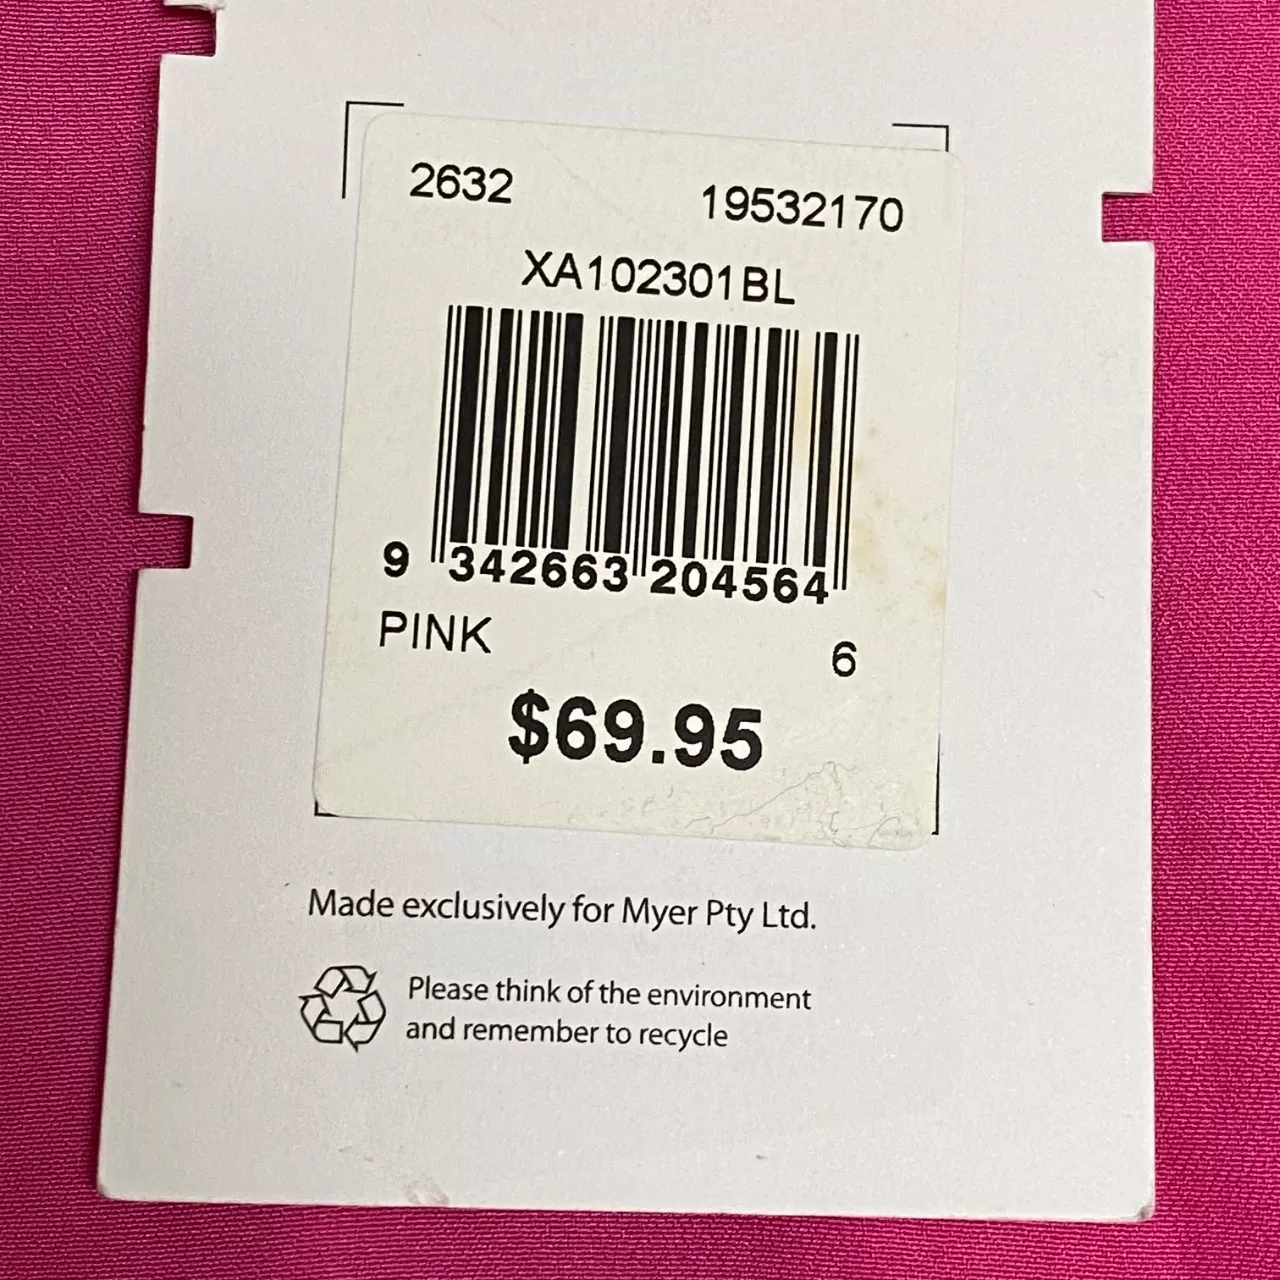 2632 19532170
XA102301BL
9 342663 204564
PINK 6
$69.95
Made exclusively for Myer Pty Ltd.
Please think of the environment
and remember to recycle